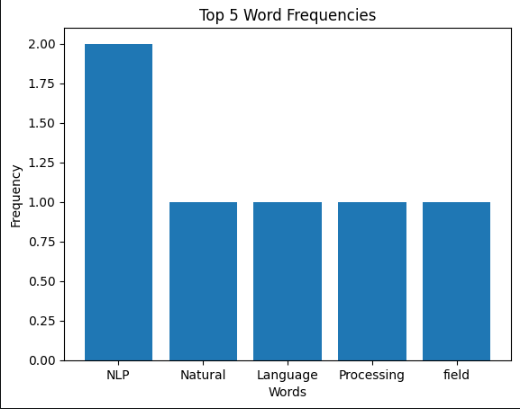 Top 5 Word Frequencies
2.00
1.75
1.50
1.25
1.00
0.75
0.50
0.25
0.00
Frequency
NLP Natural Language Processing field
Words